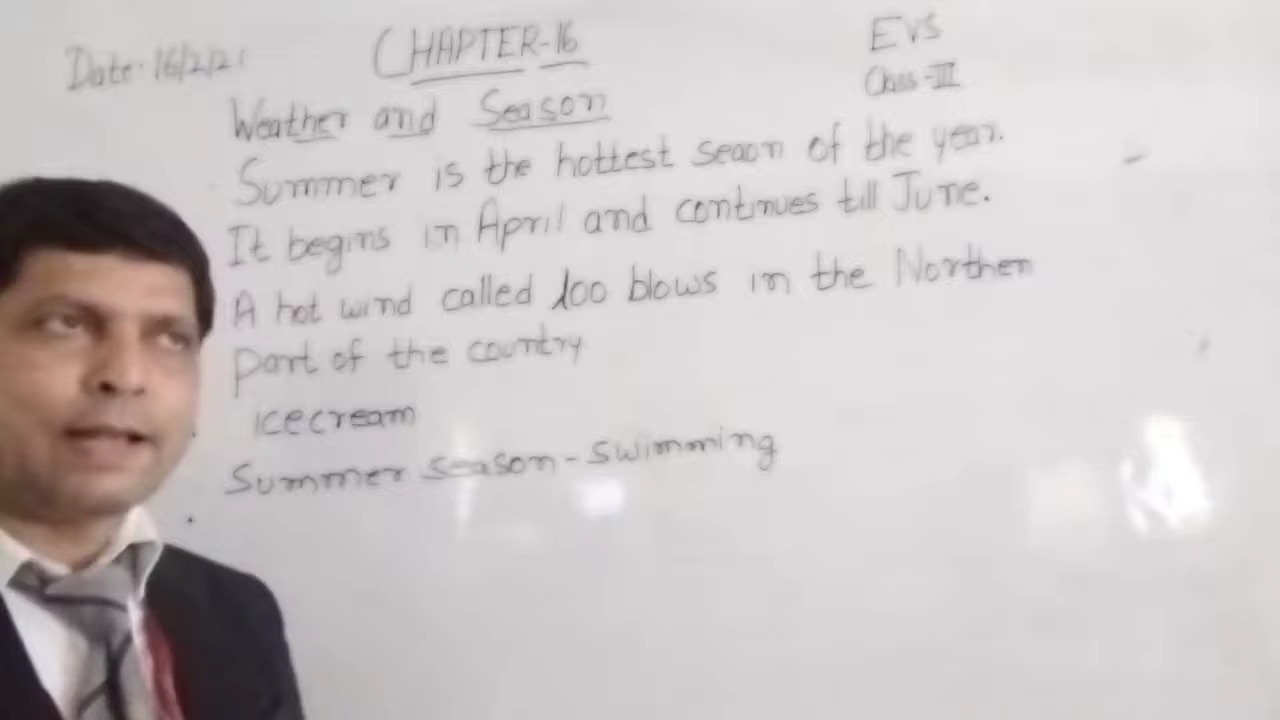 Date: 16/2/21
CHAPTER-16
EVS
Class-III
Weather and Season
Summer is the hottest seaon of the year.
It begins in April and continues till June.
A hot wind called loo blows in the Northen
part of the country
icecream
Summer season - swimming